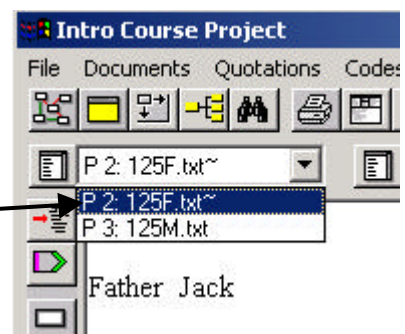 Intro Course Project
File Documents Quotations Codes
P 2: 125F.txt~
P 2: 125F.txt~
P 3: 125M.txt
Father Jack